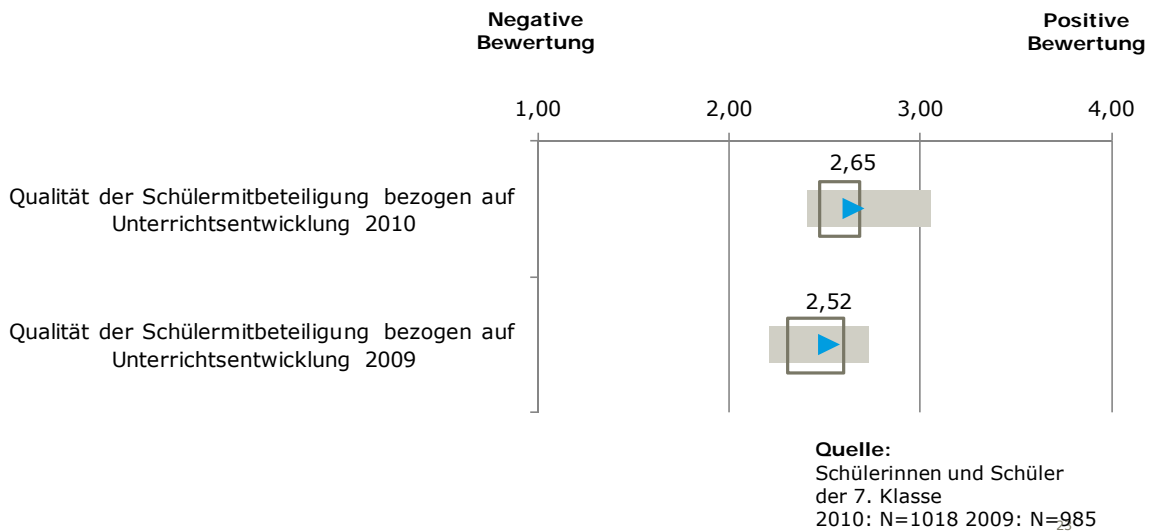 Negative
Bewertung
Positive
Bewertung
1,00 2,00 3,00 4,00
2,65
Qualität der Schülermitbeteiligung bezogen auf
Unterrichtsentwicklung 2010
2,52
Qualität der Schülermitbeteiligung bezogen auf
Unterrichtsentwicklung 2009
Quelle:
Schülerinnen und Schüler
der 7. Klasse
2010: N=1018 2009: N=985